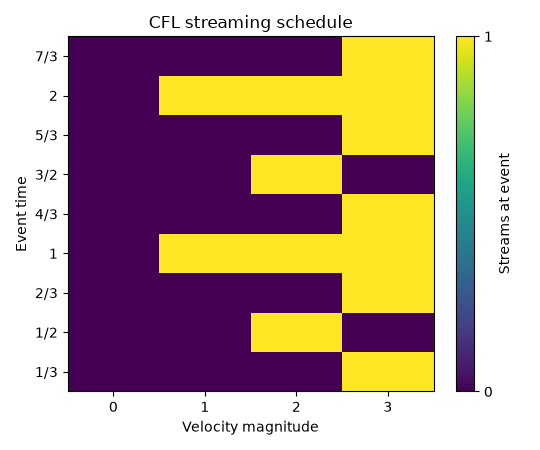 CFL streaming schedule
7/3
2
5/3
3/2
4/3
1
2/3
1/2
1/3
Event time
0 1 2 3
Velocity magnitude
1
0
Streams at event